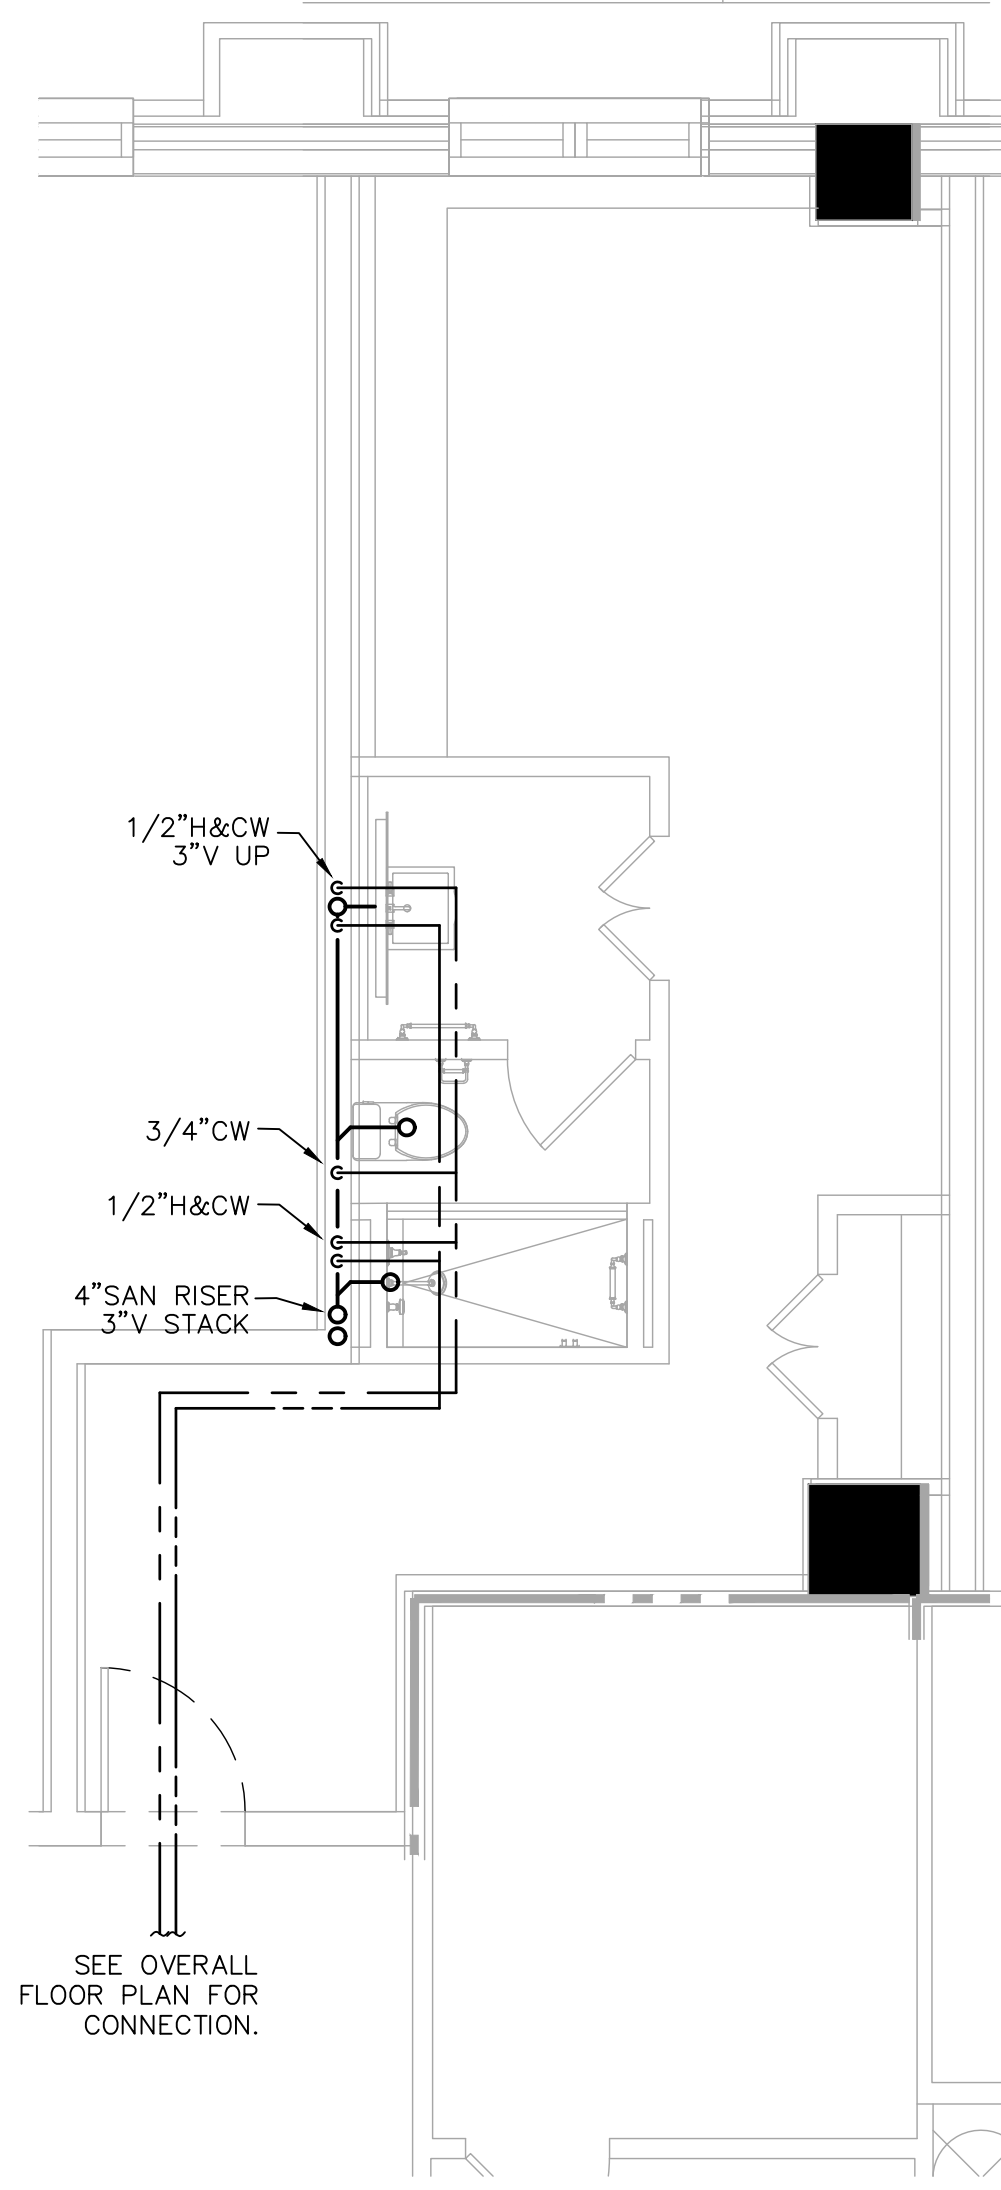 1/2”H&CW
3”V UP
3/4”CW
1/2”H&CW
4”SAN RISER
3”V STACK
SEE OVERALL
FLOOR PLAN FOR
CONNECTION.